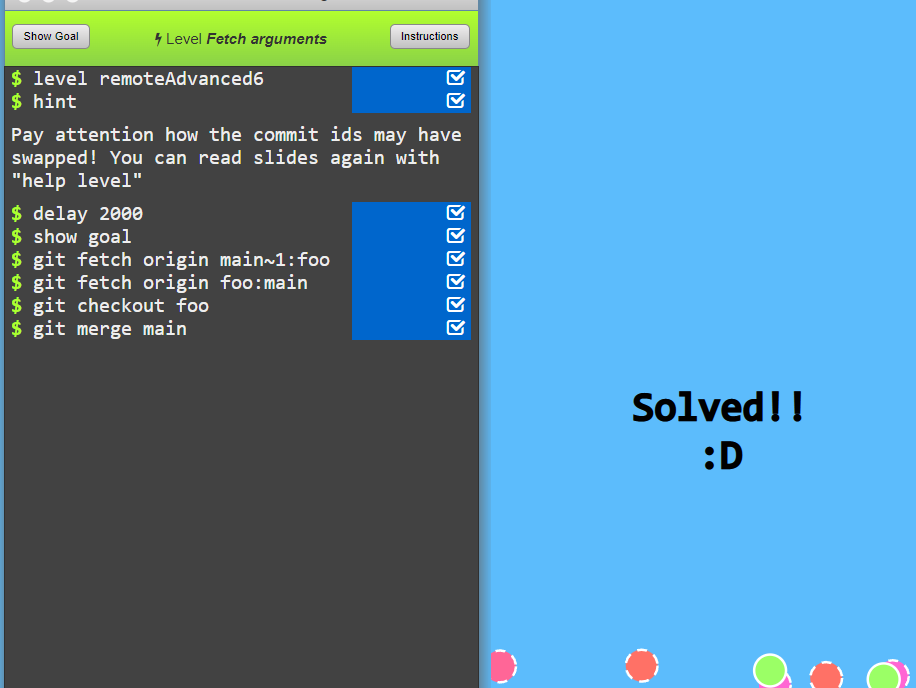 Show Goal
Level Fetch arguments
Instructions
$ level remoteAdvanced6
$ hint
Pay attention how the commit ids may have
swapped! You can read slides again with
"help level"
$ delay 2000
$ show goal
$ git fetch origin main~1:foo
$ git fetch origin foo:main
$ git checkout foo
$ git merge main
Solved!!
:D